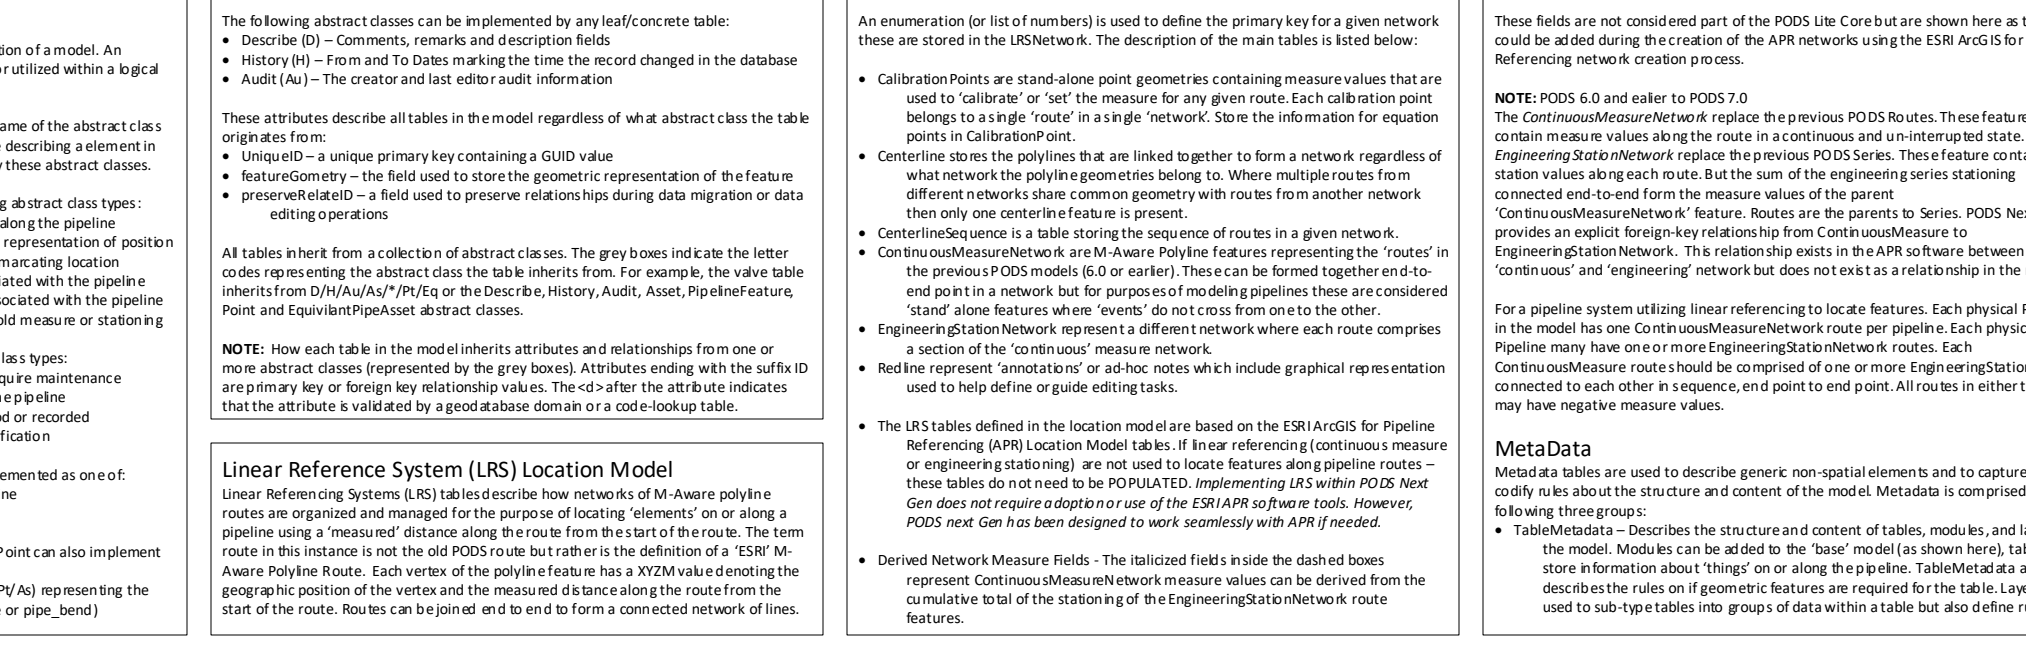 tion of a model. An
or utilized within a logical
ame of the abstract class
e describing a element in
y these abstract classes.
g abstract class types:
along the pipeline
representation of position
marcating location
iated with the pipeline
sociated with the pipeline
old measure or stationing
lass types:
quire maintenance
e pipeline
od or recorded
fication
emented as one of:
ne
Point can also implement
Pt/As) representing the
e or pipe_bend)
The following abstract classes can be implemented by any leaf/concrete table:
• Describe (D) – Comments, remarks and description fields
• History (H) – From and To Dates marking the time the record changed in the database
• Audit (Au) – The creator and last editor audit information
These attributes describe all tables in the model regardless of what abstract class the table
originates from:
• UniqueID – a unique primary key containing a GUID value
• featureGometry – the field used to store the geometric representation of the feature
• preserveRelateID – a field used to preserve relationships during data migration or data
editing operations
All tables inherit from a collection of abstract classes. The grey boxes indicate the letter
codes representing the abstract class the table inherits from. For example, the valve table
inherits from D/H/Au/As/*/Pt/Eq or the Describe, History, Audit, Asset, PipelineFeature,
Point and EquivilantPipeAsset abstract classes.
NOTE: How each table in the model inherits attributes and relationships from one or
more abstract classes (represented by the grey boxes). Attributes ending with the suffix ID
are primary key or foreign key relationship values. The <d> after the attribute indicates
that the attribute is validated by a geodatabase domain or a code-lookup table.
Linear Reference System (LRS) Location Model
Linear Referencing Systems (LRS) tables describe how networks of M-Aware polyline
routes are organized and managed for the purpose of locating ‘elements’ on or along a
pipeline using a ‘measured’ distance along the route from the start of the route. The term
route in this instance is not the old PODS route but rather is the definition of a ‘ESRI’ M-
Aware Polyline Route. Each vertex of the polyline feature has a XYZM value denoting the
geographic position of the vertex and the measured distance along the route from the
start of the route. Routes can be joined end to end to form a connected network of lines.
An enumeration (or list of numbers) is used to define the primary key for a given network
these are stored in the LRSNetwork. The description of the main tables is listed below:
• CalibrationPoints are stand-alone point geometries containing measure values that are
used to ‘calibrate’ or ‘set’ the measure for any given route. Each calibration point
belongs to a single ‘route’ in a single ‘network’. Store the information for equation
points in CalibrationPoint.
• Centerline stores the polylines that are linked together to form a network regardless of
what network the polyline geometries belong to. Where multiple routes from
different networks share common geometry with routes from another network
then only one centerline feature is present.
• CenterlineSequence is a table storing the sequence of routes in a given network.
• ContinuousMeasureNetwork are M-Aware Polyline features representing the ‘routes’ in
the previous PODS models (6.0 or earlier). These can be formed together end-to-
end point in a network but for purposes of modeling pipelines these are considered
‘stand’ alone features where ‘events’ do not cross from one to the other.
• EngineeringStationNetwork represent a different network where each route comprises
a section of the ‘continuous’ measure network.
• Redline represent ‘annotations’ or ad-hoc notes which include graphical representation
used to help define or guide editing tasks.
• The LRS tables defined in the location model are based on the ESRI ArcGIS for Pipeline
Referencing (APR) Location Model tables. If linear referencing (continuous measure
or engineering stationing) are not used to locate features along pipeline routes –
these tables do not need to be POPULATED. Implementing LRS within PODS Next
Gen does not require adoption or use of the ESRI APR software tools. However,
PODS next Gen has been designed to work seamlessly with APR if needed.
• Derived Network Measure Fields - The italicized fields inside the dashed boxes
represent ContinuousMeasureNetwork measure values can be derived from the
cumulative total of the stationing of the EngineeringStationNetwork route
features.
These fields are not considered part of the PODS Lite Core but are shown here as t
could be added during the creation of the APR networks using the ESRI ArcGIS for
Referencing network creation process.
NOTE: PODS 6.0 and ealier to PODS 7.0
The ContinuousMeasureNetwork replace the previous PODS Routes. These feature
contain measure values along the route in a continuous and un-interrupted state.
EngineeringStationNetwork replace the previous PODS Series. These feature conta
station values along each route. But the sum of the engineering series stationing
connected end-to-end form the measure values of the parent
‘ContinuousMeasureNetwork’ feature. Routes are the parents to Series. PODS Nex
provides an explicit foreign-key relationship from ContinuousMeasure to
EngineeringStationNetwork. This relationship exists in the APR software between
‘continuous’ and ‘engineering’ network but does not exist as a relationship in the
For a pipeline system utilizing linear referencing to locate features. Each physical P
in the model has one ContinuousMeasureNetwork route per pipeline. Each physic
Pipeline many have one or more EngineeringStationNetwork routes. Each
ContinuousMeasure route should be comprised of one or more EngineeringStation
connected to each other in sequence, end point to end point. All routes in either t
may have negative measure values.
MetaData
Metadata tables are used to describe generic non-spatial elements and to capture
codify rules about the structure and content of the model. Metadata is comprised
following three groups:
• TableMetadata – Describes the structure and content of tables, modules, and la
the model. Modules can be added to the ‘base’ model (as shown here), tab
store information about ‘things’ on or along the pipeline. TableMetadata a
describes the rules on if geometric features are required for the table. Laye
used to sub-type tables into groups of data within a table but also define ru